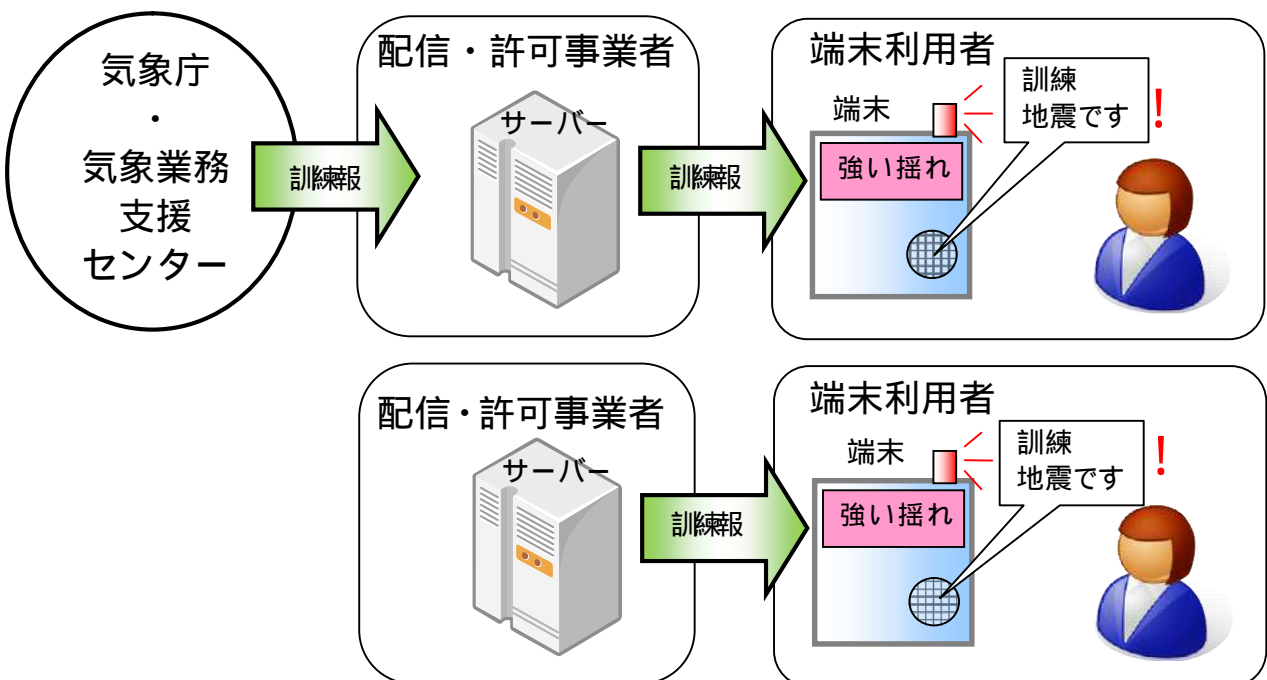 気象庁
・
気象業務
支援
センター
訓練報
配信・許可事業者
サーバー
訓練報
端末利用者
端末
訓練
地震です
!
強い揺れ
配信・許可事業者
サーバー
訓練報
端末利用者
端末
訓練
地震です
!
強い揺れ